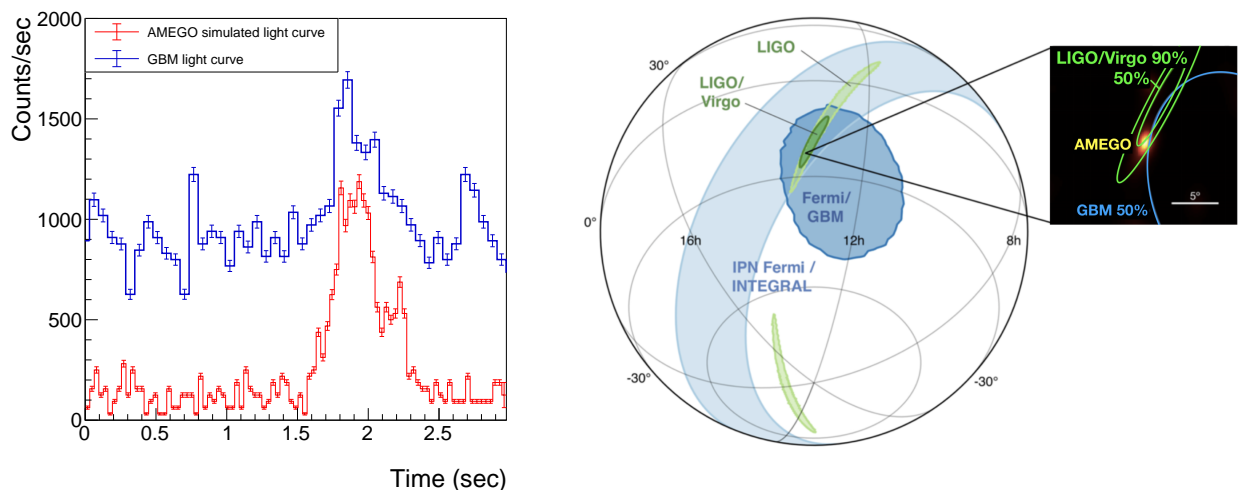 2000
1500
1000
500
0
Counts/sec
AMEGO simulated light curve
GBM light curve
0
0.5
1
1.5
2
2.5
Time (sec)
30°
0°
-30°
-30°
16h
12h
8h
LIGO
LIGO/
Virgo
Fermi/
GBM
IPN Fermi /
INTEGRAL
LIGO/Virgo 90%
50%
AMEGO
GBM 50%
5°